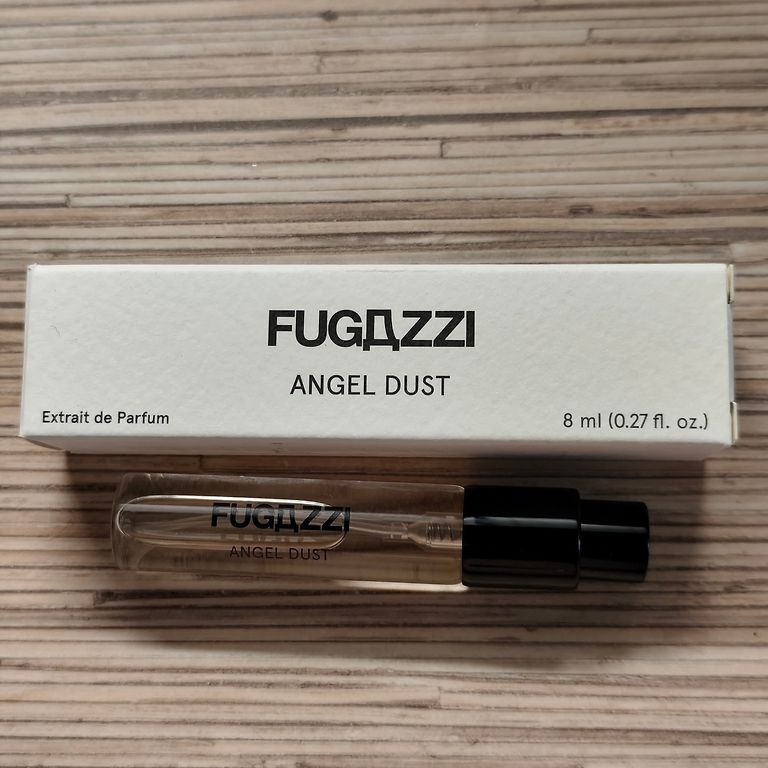 FUGДZZI
ANGEL DUST
Extrait de Parfum
8 ml (0.27 fl. oz.)
FUGДZZI
ANGEL DUST